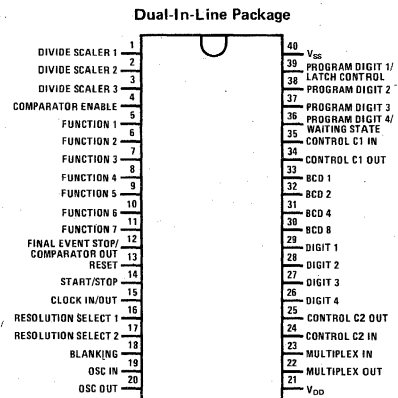 Dual-In-Line Package
DIVIDE SCALER 1 1
DIVIDE SCALER 2 2
DIVIDE SCALER 3 3
COMPARATOR ENABLE 4
FUNCTION 1 5
FUNCTION 2 6
FUNCTION 3 7
FUNCTION 4 8
FUNCTION 5 9
FUNCTION 6 10
FUNCTION 7 11
FINAL EVENT STOP/
COMPARATOR OUT 12
RESET 13
START/STOP 14
CLOCK IN/OUT 15
RESOLUTION SELECT 1 16
RESOLUTION SELECT 2 17
BLANKING 18
OSC IN 19
OSC OUT 20
40 VSS
39 PROGRAM DIGIT 1/
LATCH CONTROL
38 PROGRAM DIGIT 2
37 PROGRAM DIGIT 3
36 PROGRAM DIGIT 4/
WAITING STATE
35 CONTROL C1 IN
34 CONTROL C1 OUT
33 BCD 1
32 BCD 2
31 BCD 4
30 BCD 8
29 DIGIT 1
28 DIGIT 2
27 DIGIT 3
26 DIGIT 4
25 CONTROL C2 OUT
24 CONTROL C2 IN
23 MULTIPLEX IN
22 MULTIPLEX OUT
21 VDD